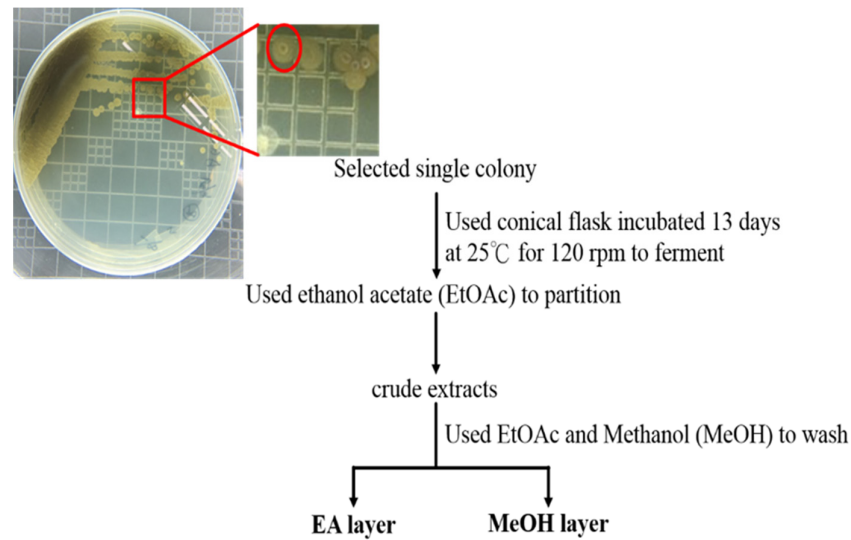 Selected single colony
Used conical flask incubated 13 days
at 25℃ for 120 rpm to ferment
Used ethanol acetate (EtOAc) to partition
crude extracts
Used EtOAc and Methanol (MeOH) to wash
EA layer
MeOH layer